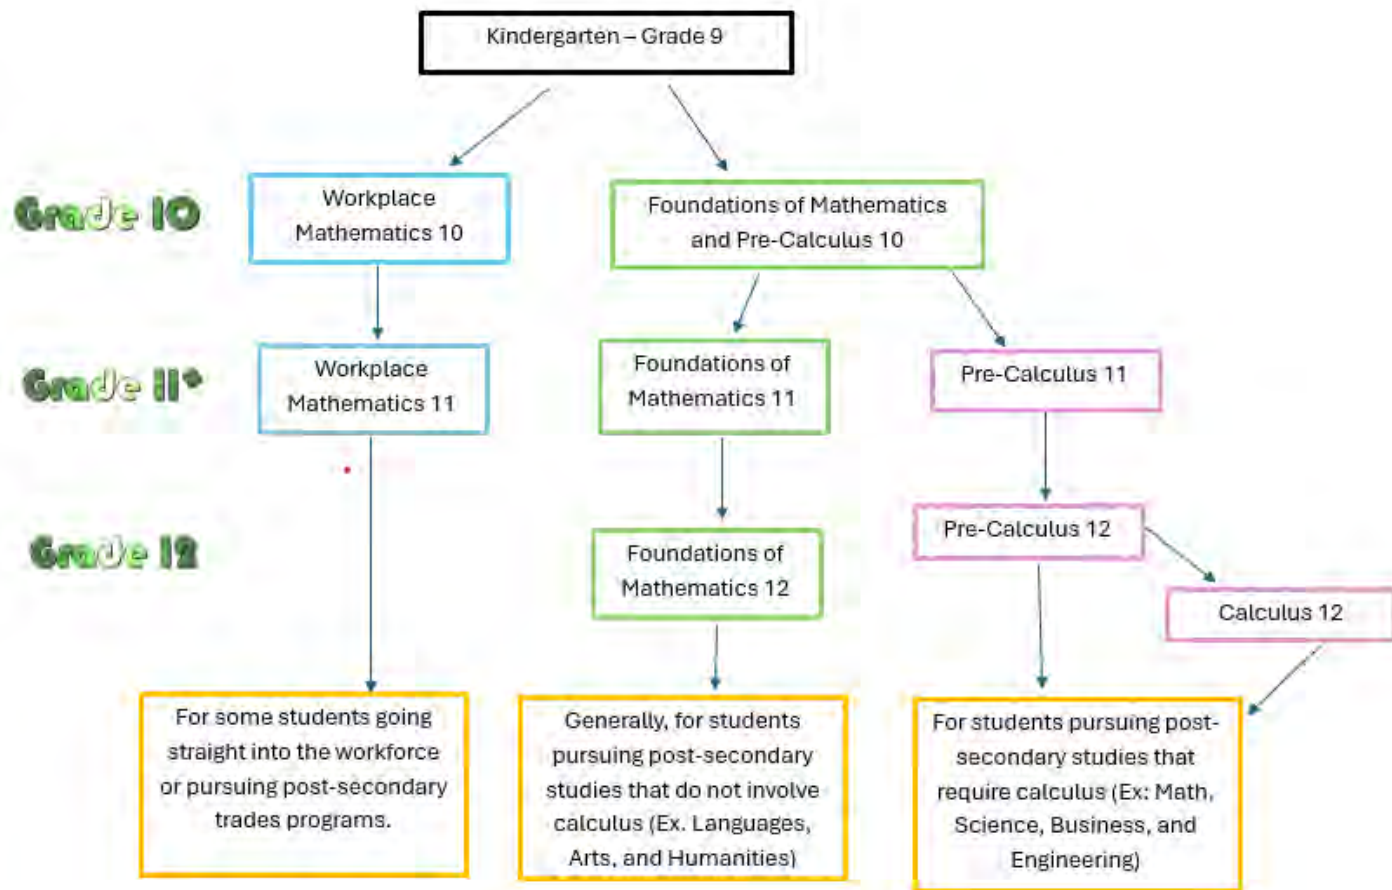 Kindergarten – Grade 9
Grade 10
Workplace
Mathematics 10
Foundations of Mathematics
and Pre-Calculus 10
Grade 11*
Workplace
Mathematics 11
Foundations of
Mathematics 11
Pre-Calculus 11
Grade 12
Foundations of
Mathematics 12
Pre-Calculus 12
Calculus 12
For some students going
straight into the workforce
or pursuing post-secondary
trades programs.
Generally, for students
pursuing post-secondary
studies that do not involve
calculus (Ex. Languages,
Arts, and Humanities)
For students pursuing post-
secondary studies that
require calculus (Ex: Math,
Science, Business, and
Engineering)